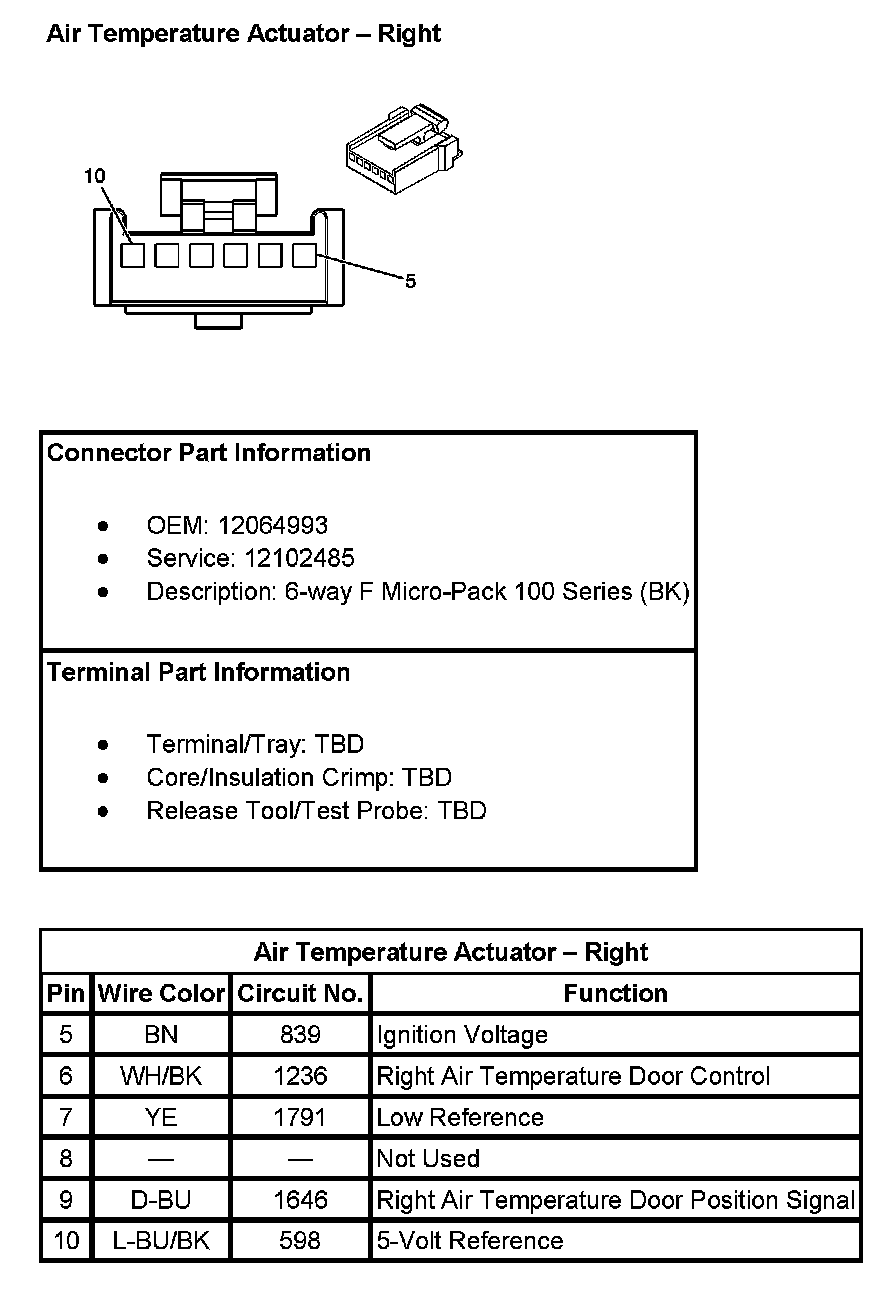 Air Temperature Actuator – Right
10
5
Connector Part Information
● OEM: 12064993
● Service: 12102485
● Description: 6-way F Micro-Pack 100 Series (BK)
Terminal Part Information
● Terminal/Tray: TBD
● Core/Insulation Crimp: TBD
● Release Tool/Test Probe: TBD
Air Temperature Actuator – Right
Pin Wire Color Circuit No. Function
5 BN 839 Ignition Voltage
6 WH/BK 1236 Right Air Temperature Door Control
7 YE 1791 Low Reference
8 — — Not Used
9 D-BU 1646 Right Air Temperature Door Position Signal
10 L-BU/BK 598 5-Volt Reference